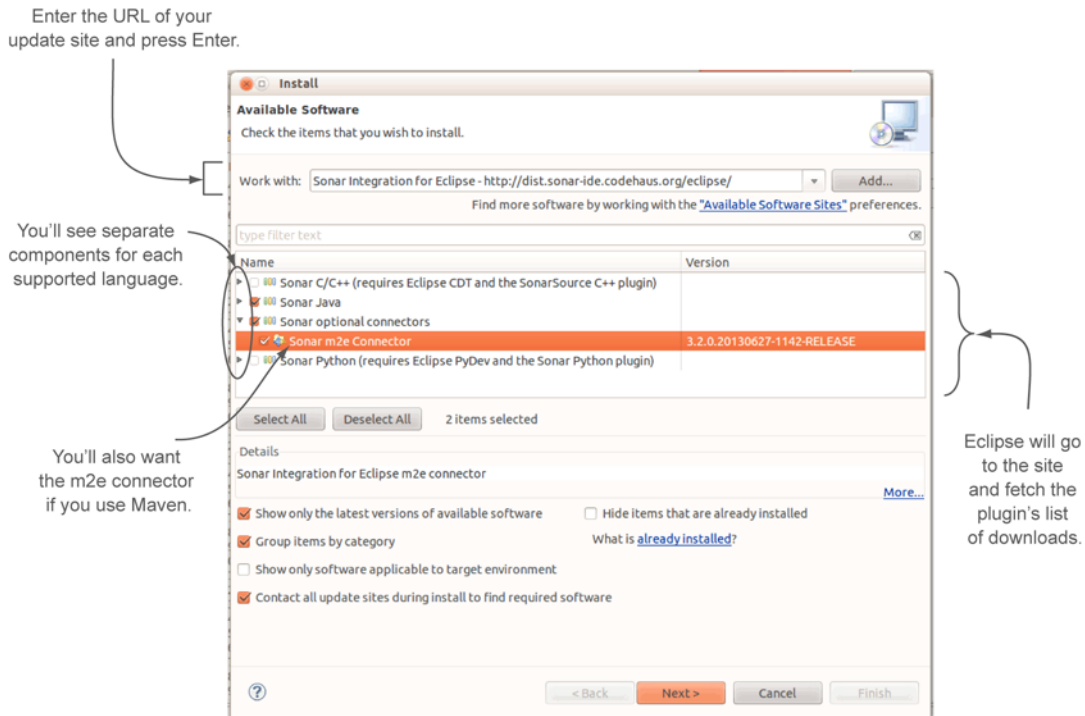 Enter the URL of your
update site and press Enter.
Install
Available Software
Check the items that you wish to install.
Work with: Sonar Integration for Eclipse - http://dist.sonar-ide.codehaus.org/eclipse/ Add...
Find more software by working with the "Available Software Sites" preferences.
You'll see separate
components for each
supported language.
type filter text
Name Version
Sonar C/C++ (requires Eclipse CDT and the SonarSource C++ plugin)
Sonar Java
Sonar optional connectors
Sonar m2e Connector 3.2.0.20130627-1142-RELEASE
Sonar Python (requires Eclipse PyDev and the Sonar Python plugin)
Select All Deselect All 2 items selected
You'll also want
the m2e connector
if you use Maven.
Eclipse will go
to the site
and fetch the
plugin's list
of downloads.
Details
Sonar Integration for Eclipse m2e connector
More...
Show only the latest versions of available software Hide items that are already installed
Group items by category What is already installed?
Show only software applicable to target environment
Contact all update sites during install to find required software
? < Back Next > Cancel Finish